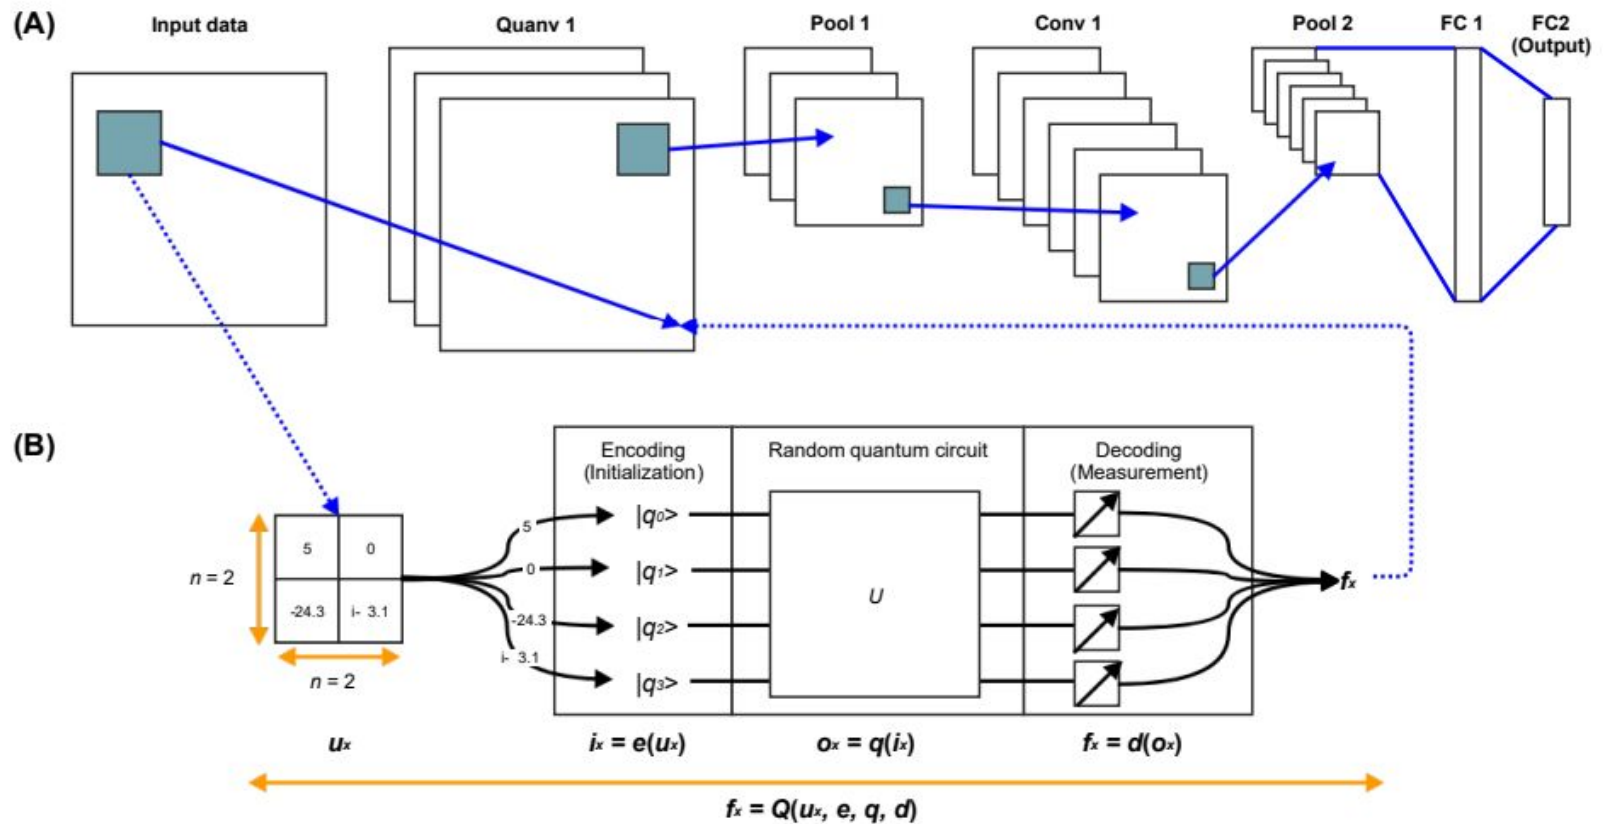 (A)
Input data
Quanv 1
Pool 1
Conv 1
Pool 2
FC 1
FC2
(Output)
(B)
Encoding
(Initialization)
Random quantum circuit
Decoding
(Measurement)
n = 2
5 0
-24.3 i- 3.1
n = 2
5
0
-24.3
i- 3.1
|q0>
|q1>
|q2>
|q3>
U
fx
ux
ix = e(ux)
ox = q(ix)
fx = d(ox)
fx = Q(ux, e, q, d)